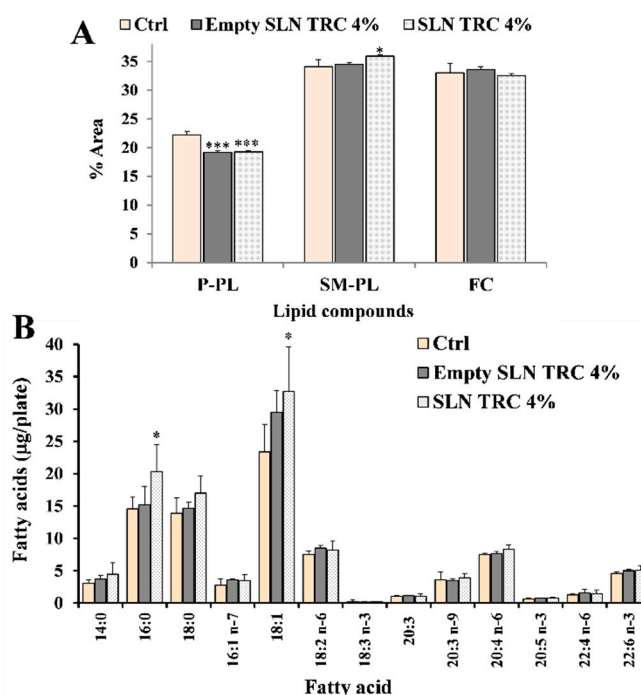 A
Ctrl Empty SLN TRC 4% SLN TRC 4%
% Area
35
30
25
20
15
10
5
0
*** ***
*
P-PL SM-PL FC
Lipid compounds
B
Fatty acids (µg/plate)
40
35
30
25
20
15
10
5
0
*
*
Ctrl
Empty SLN TRC 4%
SLN TRC 4%
14:0
16:0
18:0
16:1 n-7
18:1
18:2 n-6
18:3 n-3
20:3
20:3 n-9
20:4 n-6
20:5 n-3
22:4 n-6
22:6 n-3
Fatty acid